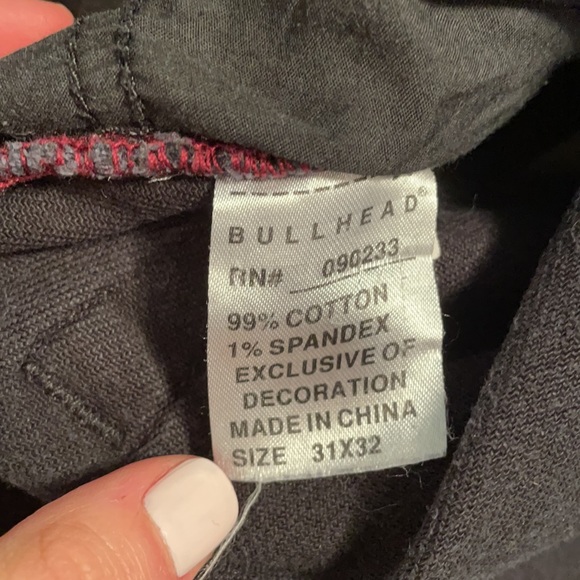 BULLHEAD®
RN# 090233
99% COTTON
1% SPANDEX
EXCLUSIVE OF
DECORATION
MADE IN CHINA
SIZE 31X32